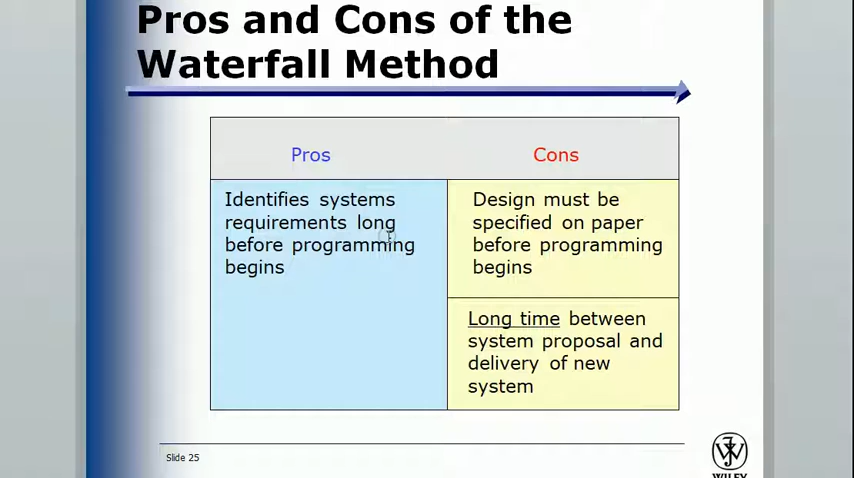 Pros and Cons of the
Waterfall Method
Pros
Cons
Identifies systems
requirements long
before programming
begins
Design must be
specified on paper
before programming
begins
Long time between
system proposal and
delivery of new
system
Slide 25
WILEY